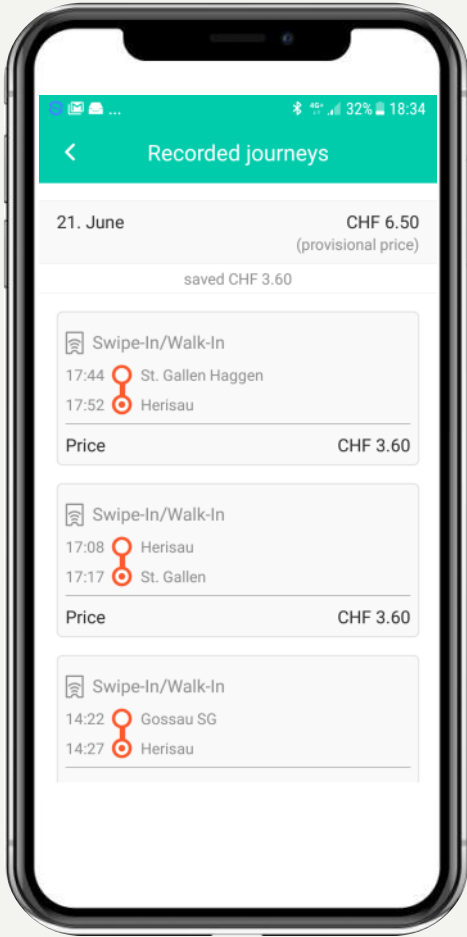 ... 4G+ 32% 18:34
Recorded journeys
21. June CHF 6.50
(provisional price)
saved CHF 3.60
Swipe-In/Walk-In
17:44 St. Gallen Haggen
17:52 Herisau
Price CHF 3.60
Swipe-In/Walk-In
17:08 Herisau
17:17 St. Gallen
Price CHF 3.60
Swipe-In/Walk-In
14:22 Gossau SG
14:27 Herisau